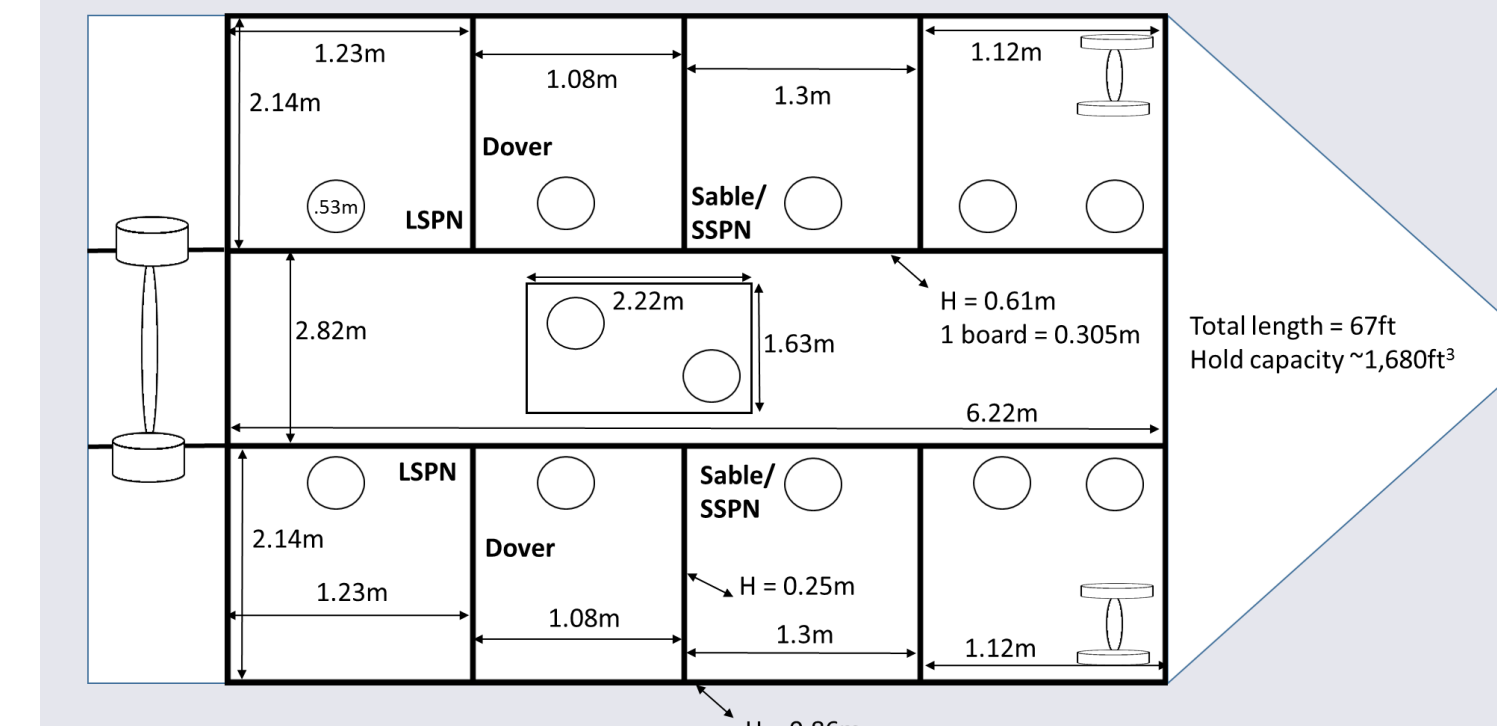 1.23m
1.08m
1.3m
1.12m
2.14m
Dover
.53m
LSPN
Sable/
SSPN
2.22m
2.82m
1.63m
H = 0.61m
1 board = 0.305m
6.22m
Total length = 67ft
Hold capacity ~1,680ft³
LSPN
Sable/
SSPN
2.14m
Dover
1.23m
H = 0.25m
1.08m
1.3m
1.12m